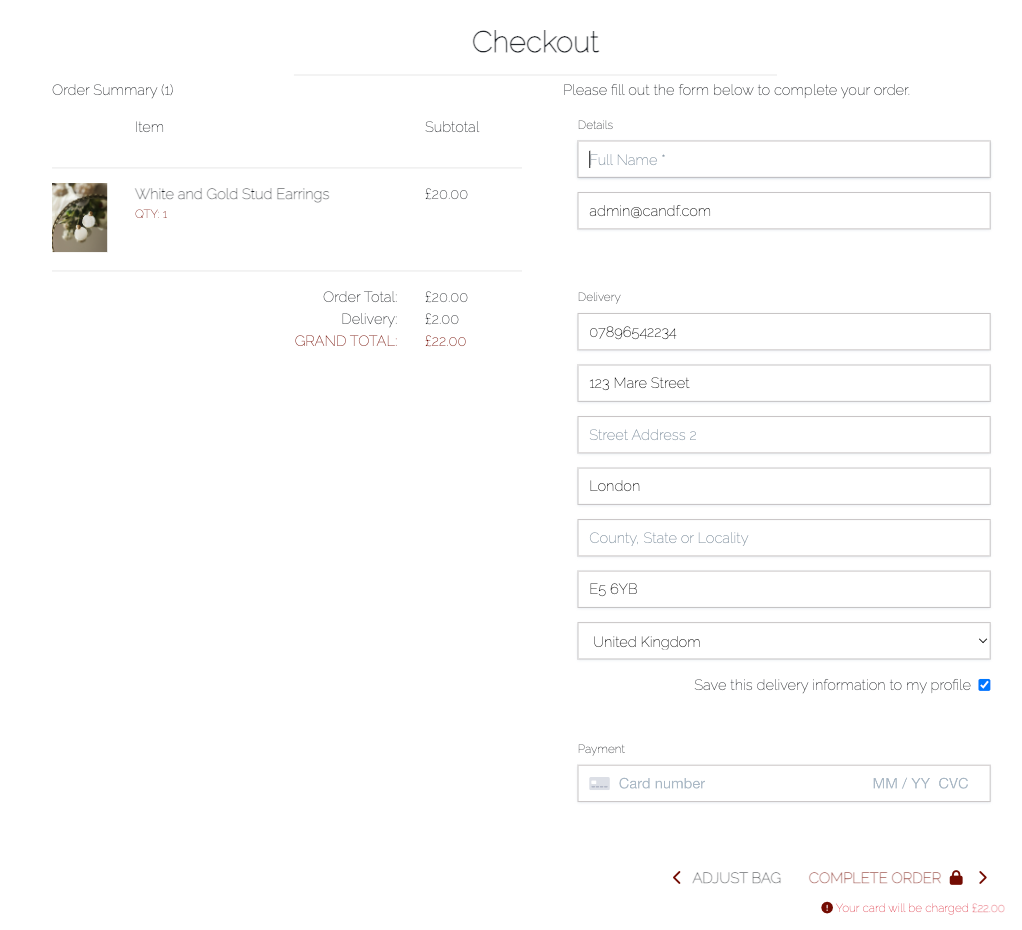 Checkout
Order Summary (1)
Item Subtotal
White and Gold Stud Earrings £20.00
QTY: 1
Order Total: £20.00
Delivery: £2.00
GRAND TOTAL: £22.00
Please fill out the form below to complete your order.
Details
Full Name *
admin@candf.com
Delivery
07896542234
123 Mare Street
Street Address 2
London
County, State or Locality
E5 6YB
United Kingdom
Save this delivery information to my profile
Payment
Card number MM / YY CVC
ADJUST BAG COMPLETE ORDER
Your card will be charged £22.00